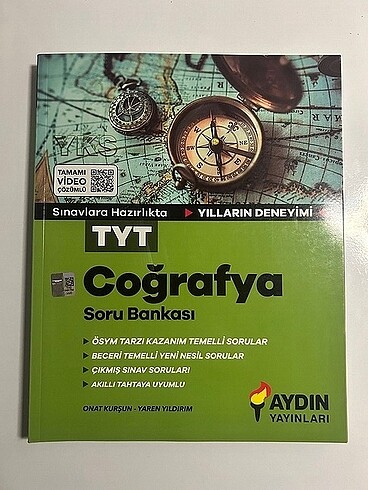 YKS
TAMAMI
VİDEO
ÇÖZÜMLÜ
Sınavlara Hazırlıkta
YILLARIN DENEYİMİ
TYT
Coğrafya
Soru Bankası
ÖSYM TARZI KAZANIM TEMELLİ SORULAR
BECERİ TEMELLİ YENİ NESİL SORULAR
ÇIKMIŞ SINAV SORULARI
AKILLI TAHTAYA UYUMLU
ONAT KURŞUN - YAREN YILDIRIM
AYDIN
YAYINLARI